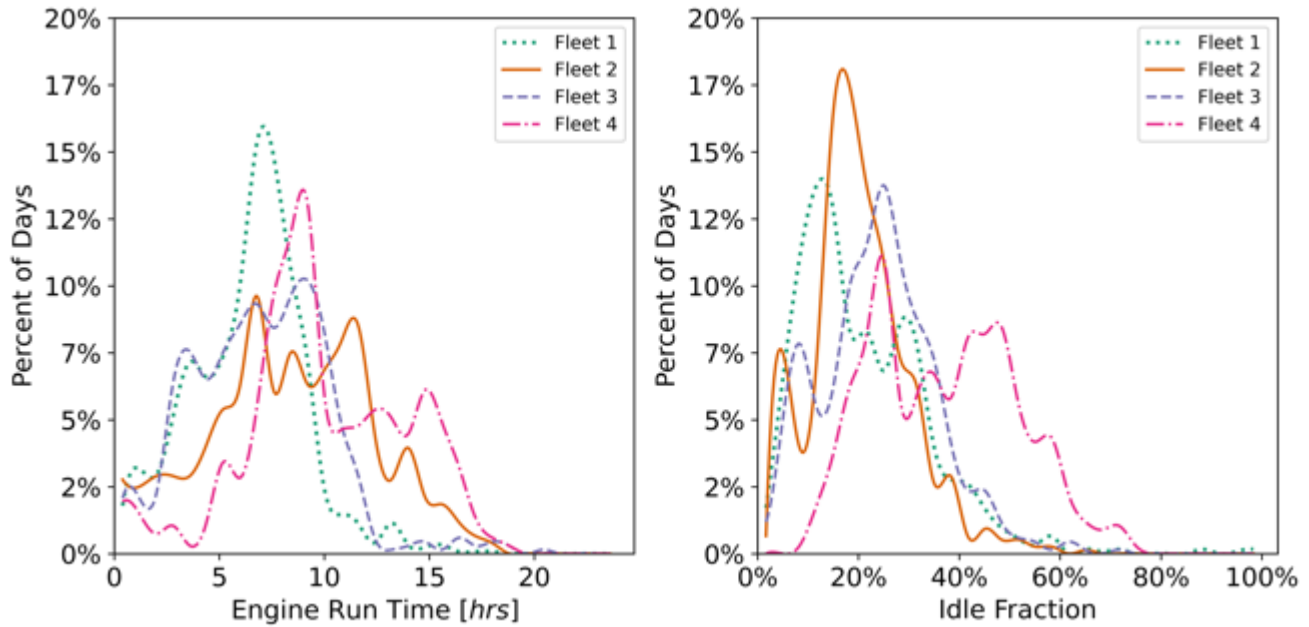 20%
17%
15%
12%
10%
7%
5%
2%
0%
Percent of Days
0 5 10 15 20
Engine Run Time [hrs]
Fleet 1
Fleet 2
Fleet 3
Fleet 4
20%
17%
15%
12%
10%
7%
5%
2%
0%
Percent of Days
0% 20% 40% 60% 80% 100%
Idle Fraction
Fleet 1
Fleet 2
Fleet 3
Fleet 4